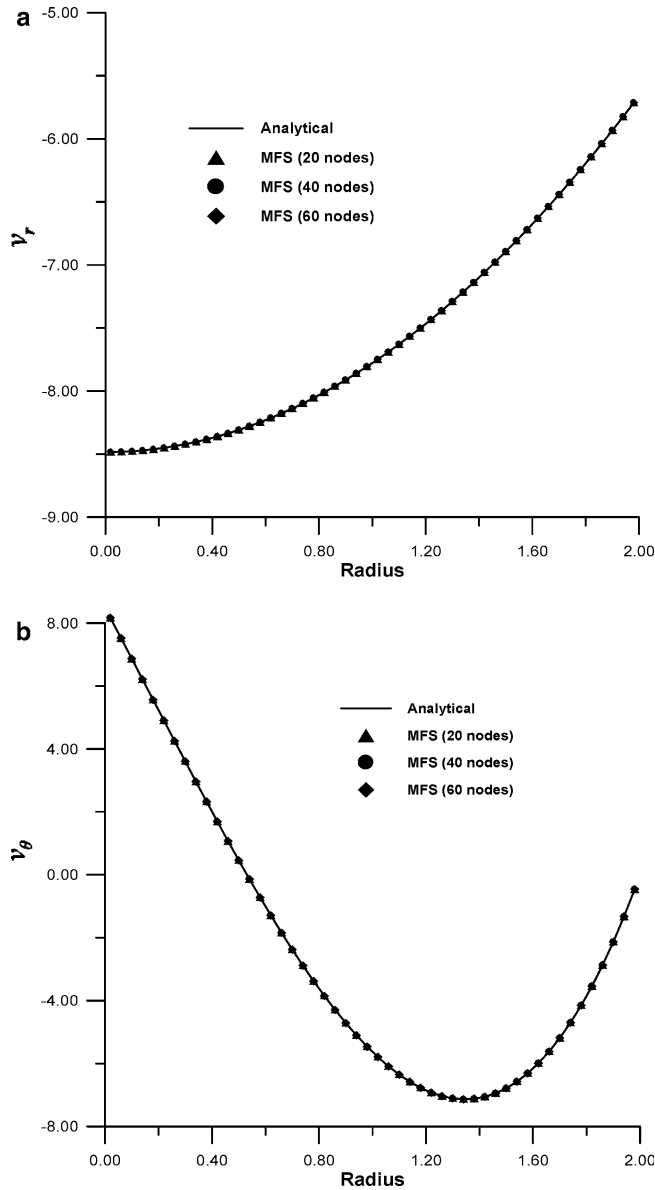 a
-5.00
-6.00
-7.00
-8.00
-9.00
v_r
Analytical
MFS (20 nodes)
MFS (40 nodes)
MFS (60 nodes)
0.00 0.40 0.80 1.20 1.60 2.00
Radius
b
8.00
4.00
0.00
-4.00
-8.00
v_θ
Analytical
MFS (20 nodes)
MFS (40 nodes)
MFS (60 nodes)
0.00 0.40 0.80 1.20 1.60 2.00
Radius